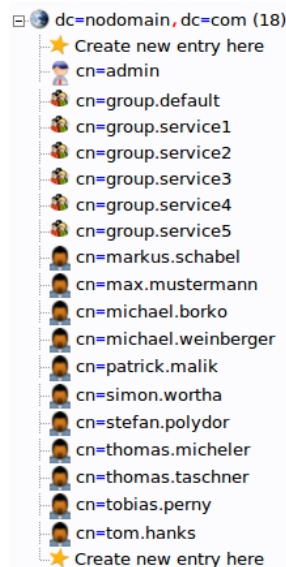 dc=nodomain,dc=com (18)
Create new entry here
cn=admin
cn=group.default
cn=group.service1
cn=group.service2
cn=group.service3
cn=group.service4
cn=group.service5
cn=markus.schabel
cn=max.mustermann
cn=michael.borko
cn=michael.weinberger
cn=patrick.malik
cn=simon.wortha
cn=stefan.polydor
cn=thomas.micheler
cn=thomas.taschner
cn=tobias.perny
cn=tom.hanks
Create new entry here